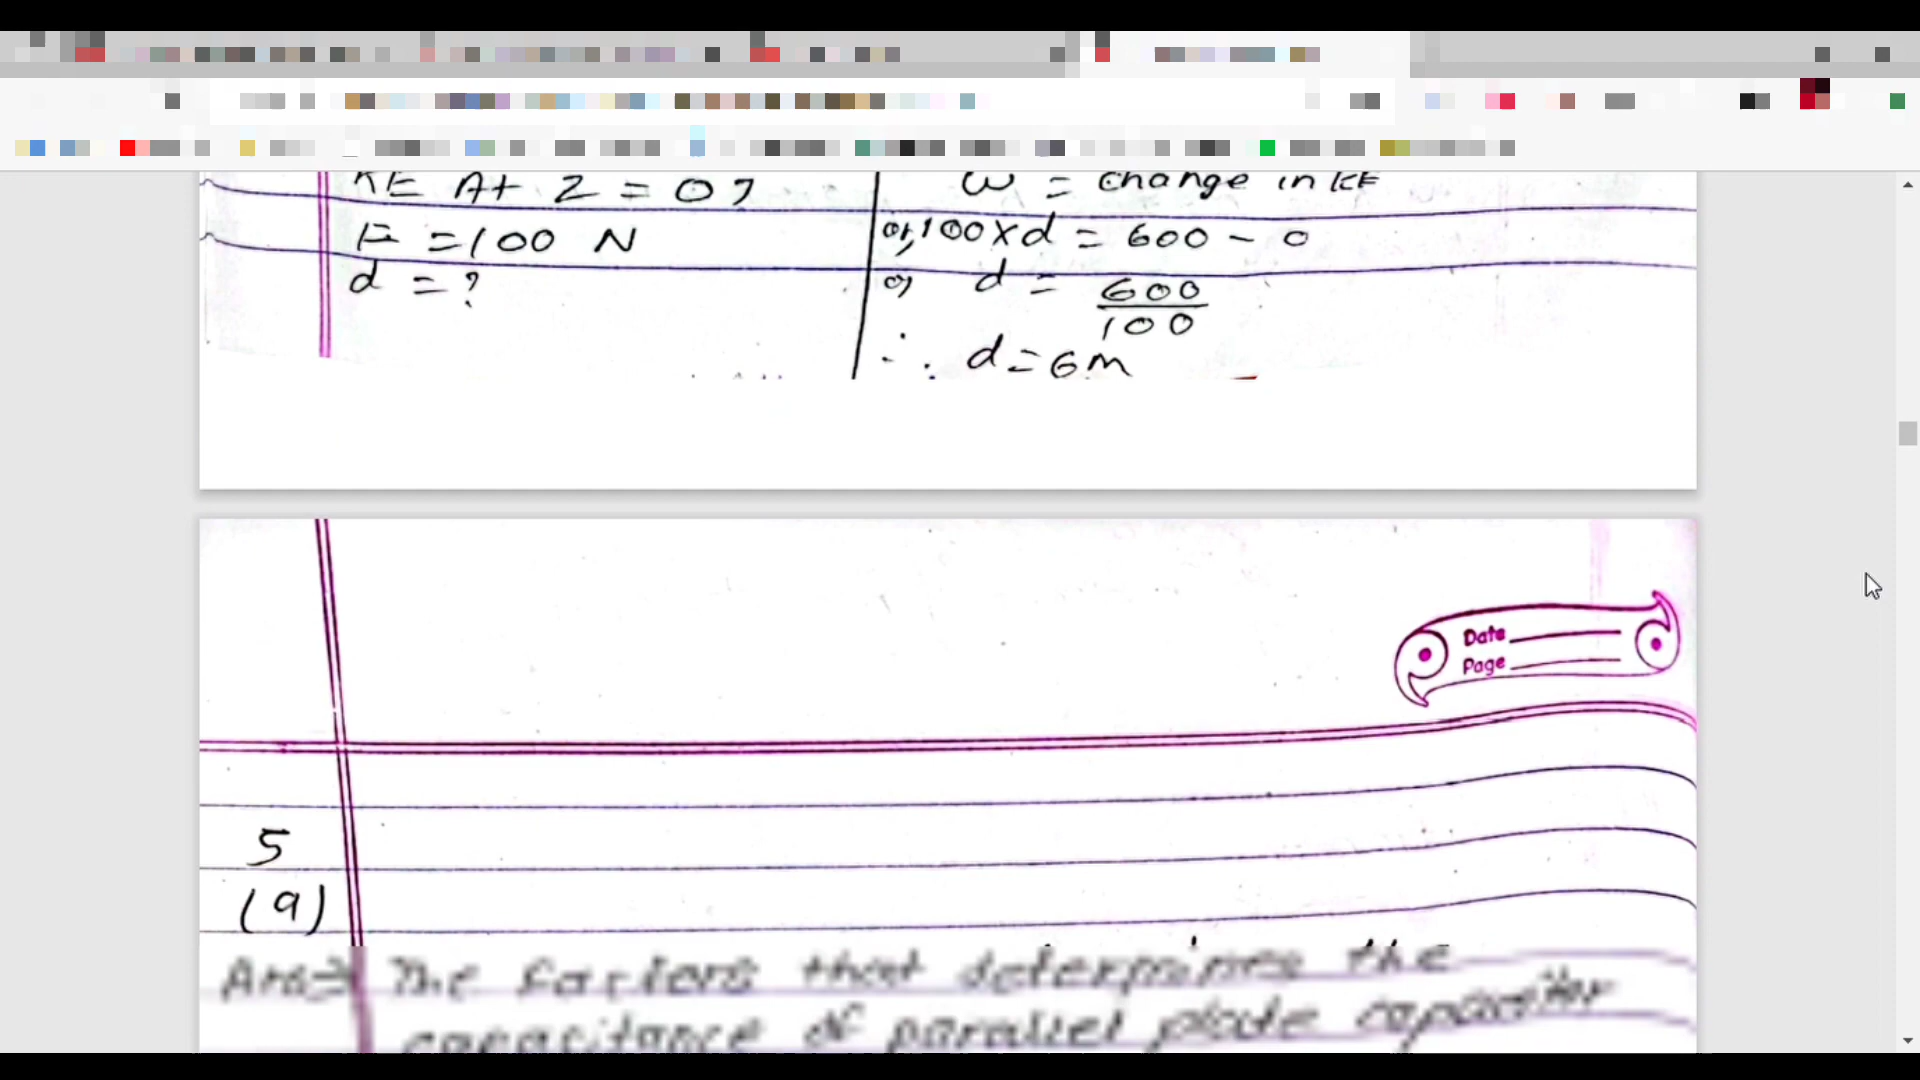 KE At 2 = 0 J
F = 100 N
d = ?
W = change in KE
or, 100 X d = 600 - 0
or d = 600
100
∴ d = 6m
Date
Page
5
(a)
Ans→ The factors that determines the
capacitance of parallel plate capacitor